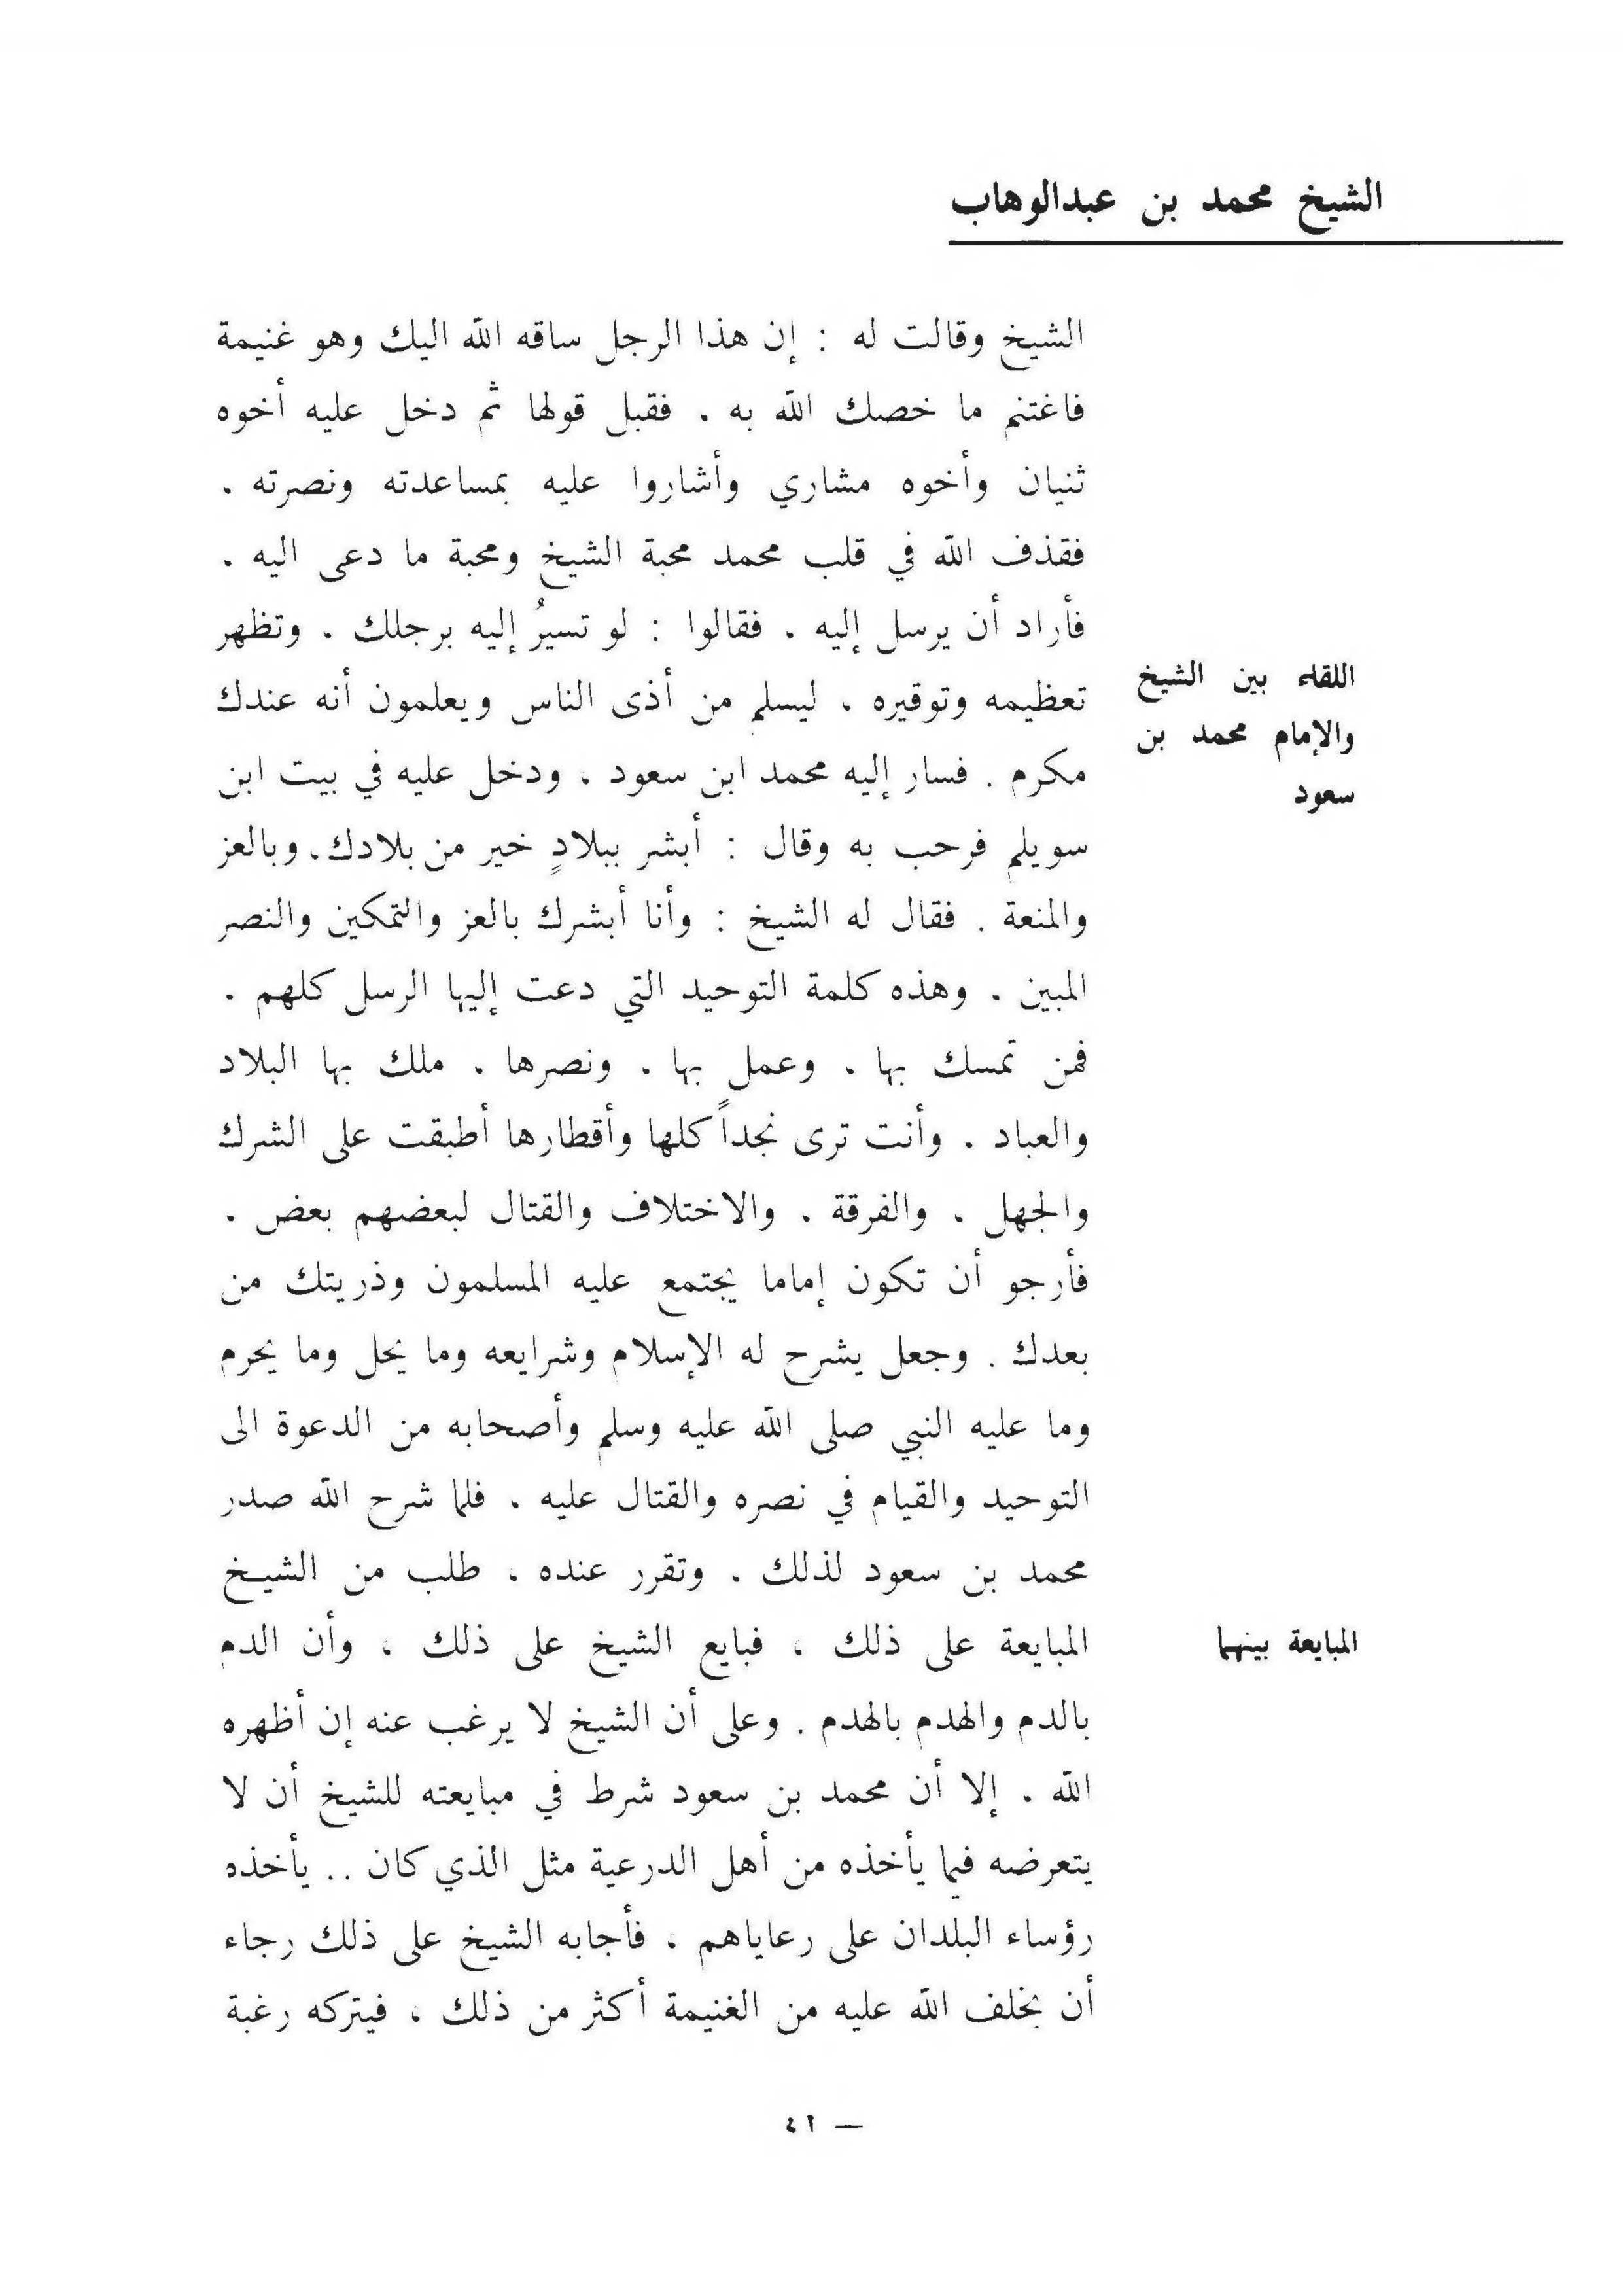 الشيخ محمد بن عبدالوهاب
الشيخ وقالت له : إن هذا الرجل ساقه الله اليك وهو غنيمة
فاغتنم ما خصك الله به . فقبل قولها ثم دخل عليه أخوه
ثنيان وأخوه مشاري وأشاروا عليه بمساعدته ونصرته .
فقذف الله في قلب محمد محبة الشيخ ومحبة ما دعى اليه .
فأراد أن يرسل إليه . فقالوا : لو تسيرُ إليه برجلك . وتظهر
تعظيمه وتوقيره . ليسلم من أذى الناس ويعلمون أنه عندك
مكرم . فسار إليه محمد ابن سعود . ودخل عليه في بيت ابن
سويلم فرحب به وقال : أبشر ببلادٍ خير من بلادك . وبالعز
والمنعة . فقال له الشيخ : وأنا أبشرك بالعز والتمكين والنصر
المبين . وهذه كلمة التوحيد التي دعت إليها الرسل كلهم .
فمن تمسك بها . وعمل بها . ونصرها . ملك بها البلاد
والعباد . وأنت ترى نجداً كلها وأقطارها أطبقت على الشرك
والجهل . والفرقة . والاختلاف والقتال لبعضهم بعض .
فأرجو أن تكون إماما يجتمع عليه المسلمون وذريتك من
بعدك . وجعل يشرح له الإسلام وشرايعه وما يحل وما يحرم
وما عليه النبي صلى الله عليه وسلم وأصحابه من الدعوة الى
التوحيد والقيام في نصره والقتال عليه . فلما شرح الله صدر
محمد بن سعود لذلك . وتقرر عنده . طلب من الشيخ
المبايعة على ذلك ، فبايع الشيخ على ذلك ، وأن الدم
بالدم والهدم بالهدم . وعلى أن الشيخ لا يرغب عنه إن أظهره
الله . إلا أن محمد بن سعود شرط في مبايعته للشيخ أن لا
يتعرضه فيما يأخذه من أهل الدرعية مثل الذي كان .. يأخذه
رؤساء البلدان على رعاياهم . فأجابه الشيخ على ذلك رجاء
أن يخلف الله عليه من الغنيمة أكثر من ذلك ، فيتركه رغبة
اللقاء بين الشيخ
والإمام محمد بن
سعود
المبايعة بينهما
— ٤١